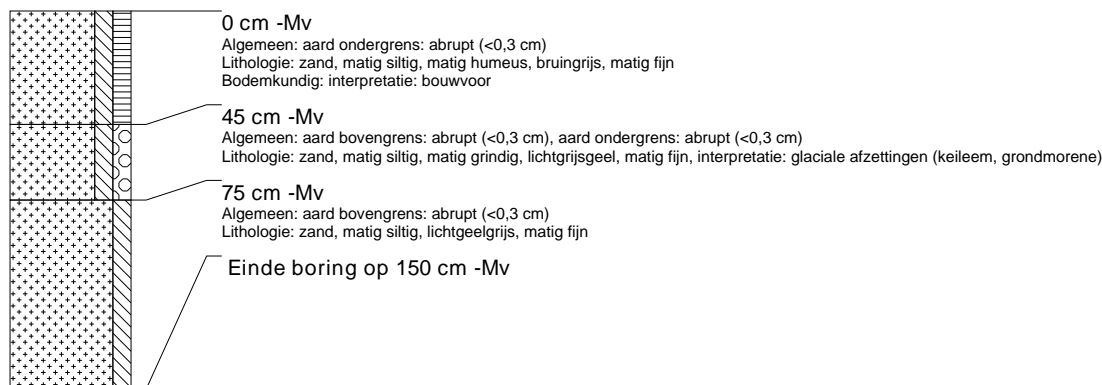 0 cm -Mv
Algemeen: aard ondergrens: abrupt (<0,3 cm)
Lithologie: zand, matig siltig, matig humeus, bruingrijs, matig fijn
Bodemkundig: interpretatie: bouwvoor
45 cm -Mv
Algemeen: aard bovengrens: abrupt (<0,3 cm), aard ondergrens: abrupt (<0,3 cm)
Lithologie: zand, matig siltig, matig grindig, lichtgrijsgeel, matig fijn, interpretatie: glaciale afzettingen (keileem, grondmorene)
75 cm -Mv
Algemeen: aard bovengrens: abrupt (<0,3 cm)
Lithologie: zand, matig siltig, lichtgeelgrijs, matig fijn
Einde boring op 150 cm -Mv